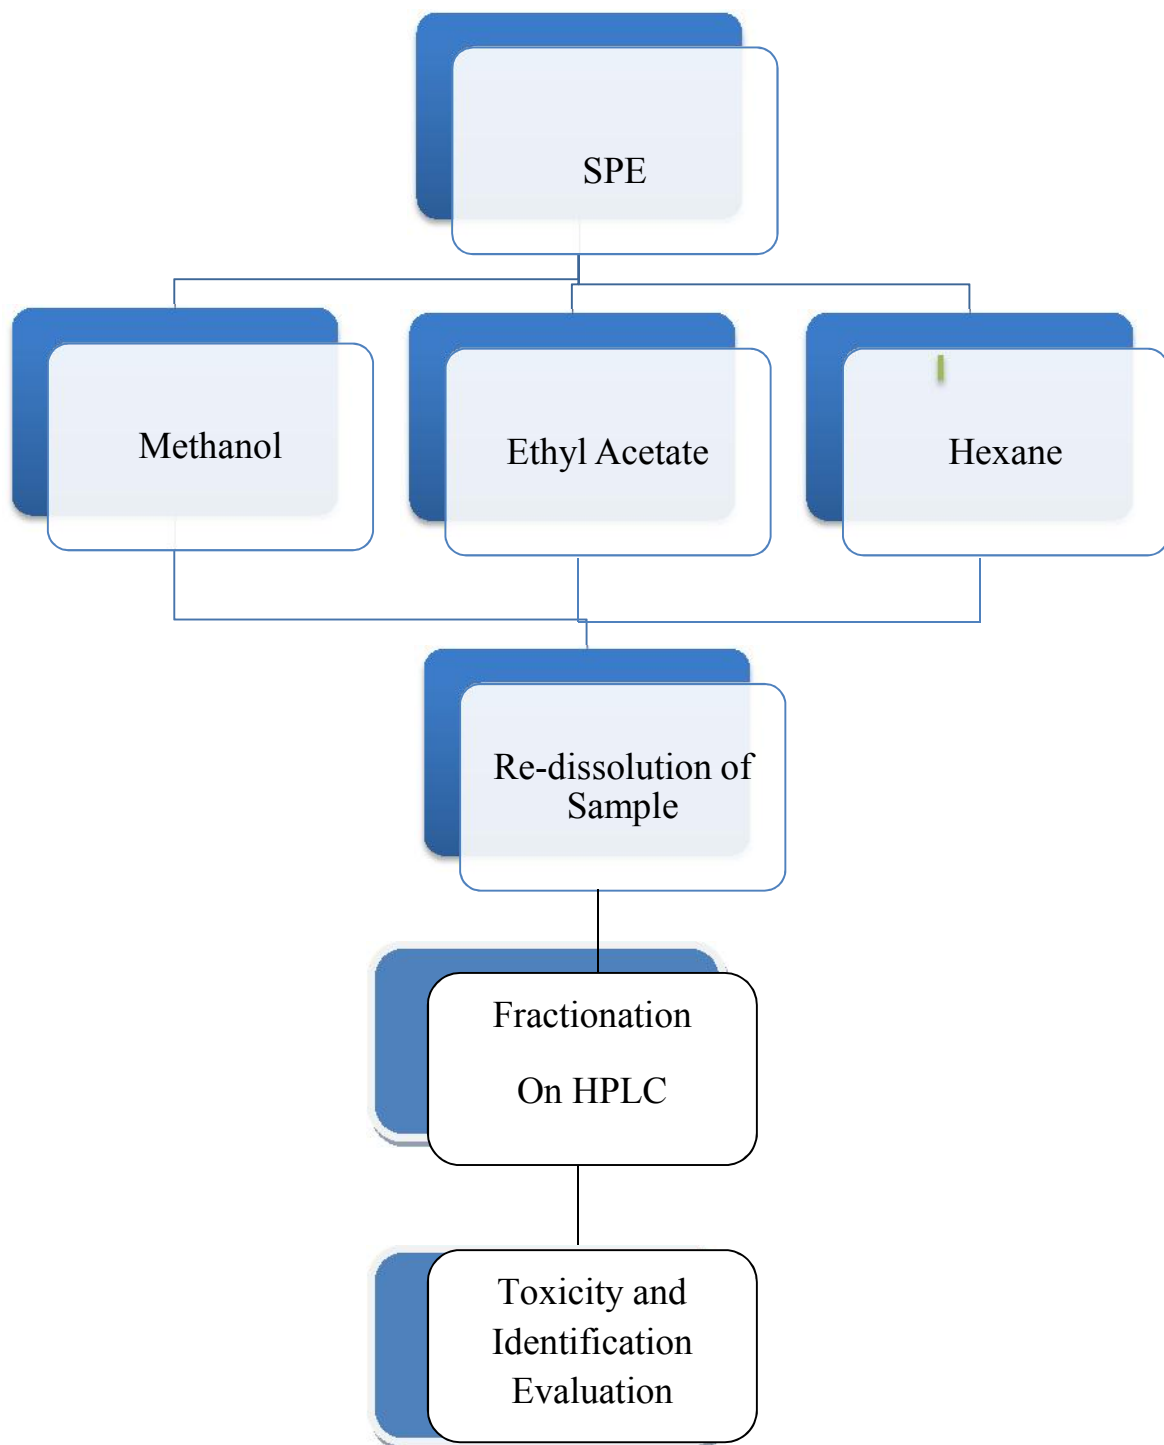 SPE
Methanol
Ethyl Acetate
Hexane
Re-dissolution of
Sample
Fractionation
On HPLC
Toxicity and
Identification
Evaluation